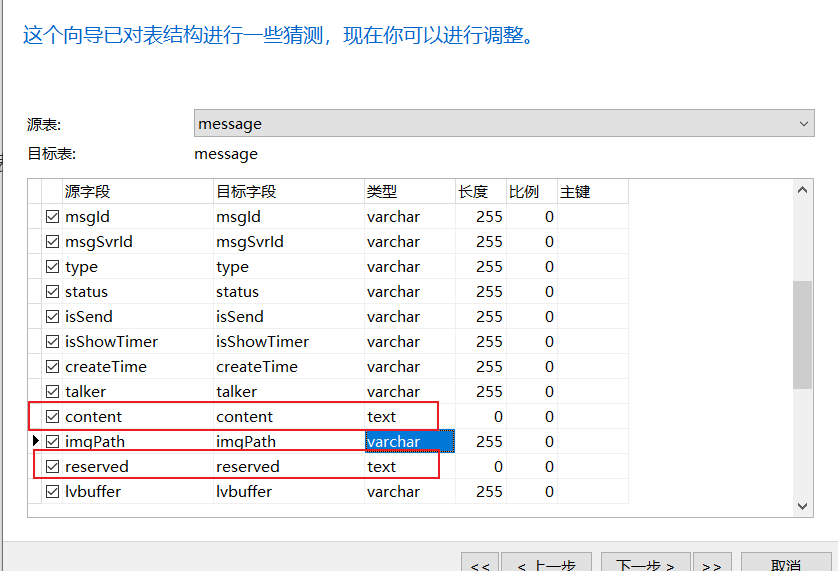 这个向导已对表结构进行一些猜测，现在你可以进行调整。
源表: message
目标表: message
源字段 目标字段 类型 长度 比例 主键
msgId msgId varchar 255 0
msgSvrId msgSvrId varchar 255 0
type type varchar 255 0
status status varchar 255 0
isSend isSend varchar 255 0
isShowTimer isShowTimer varchar 255 0
createTime createTime varchar 255 0
talker talker varchar 255 0
content content text 0 0
imgPath imgPath varchar 255 0
reserved reserved text 0 0
lvbuffer lvbuffer varchar 255 0
<< < 上一步 下一步 > >> 取消